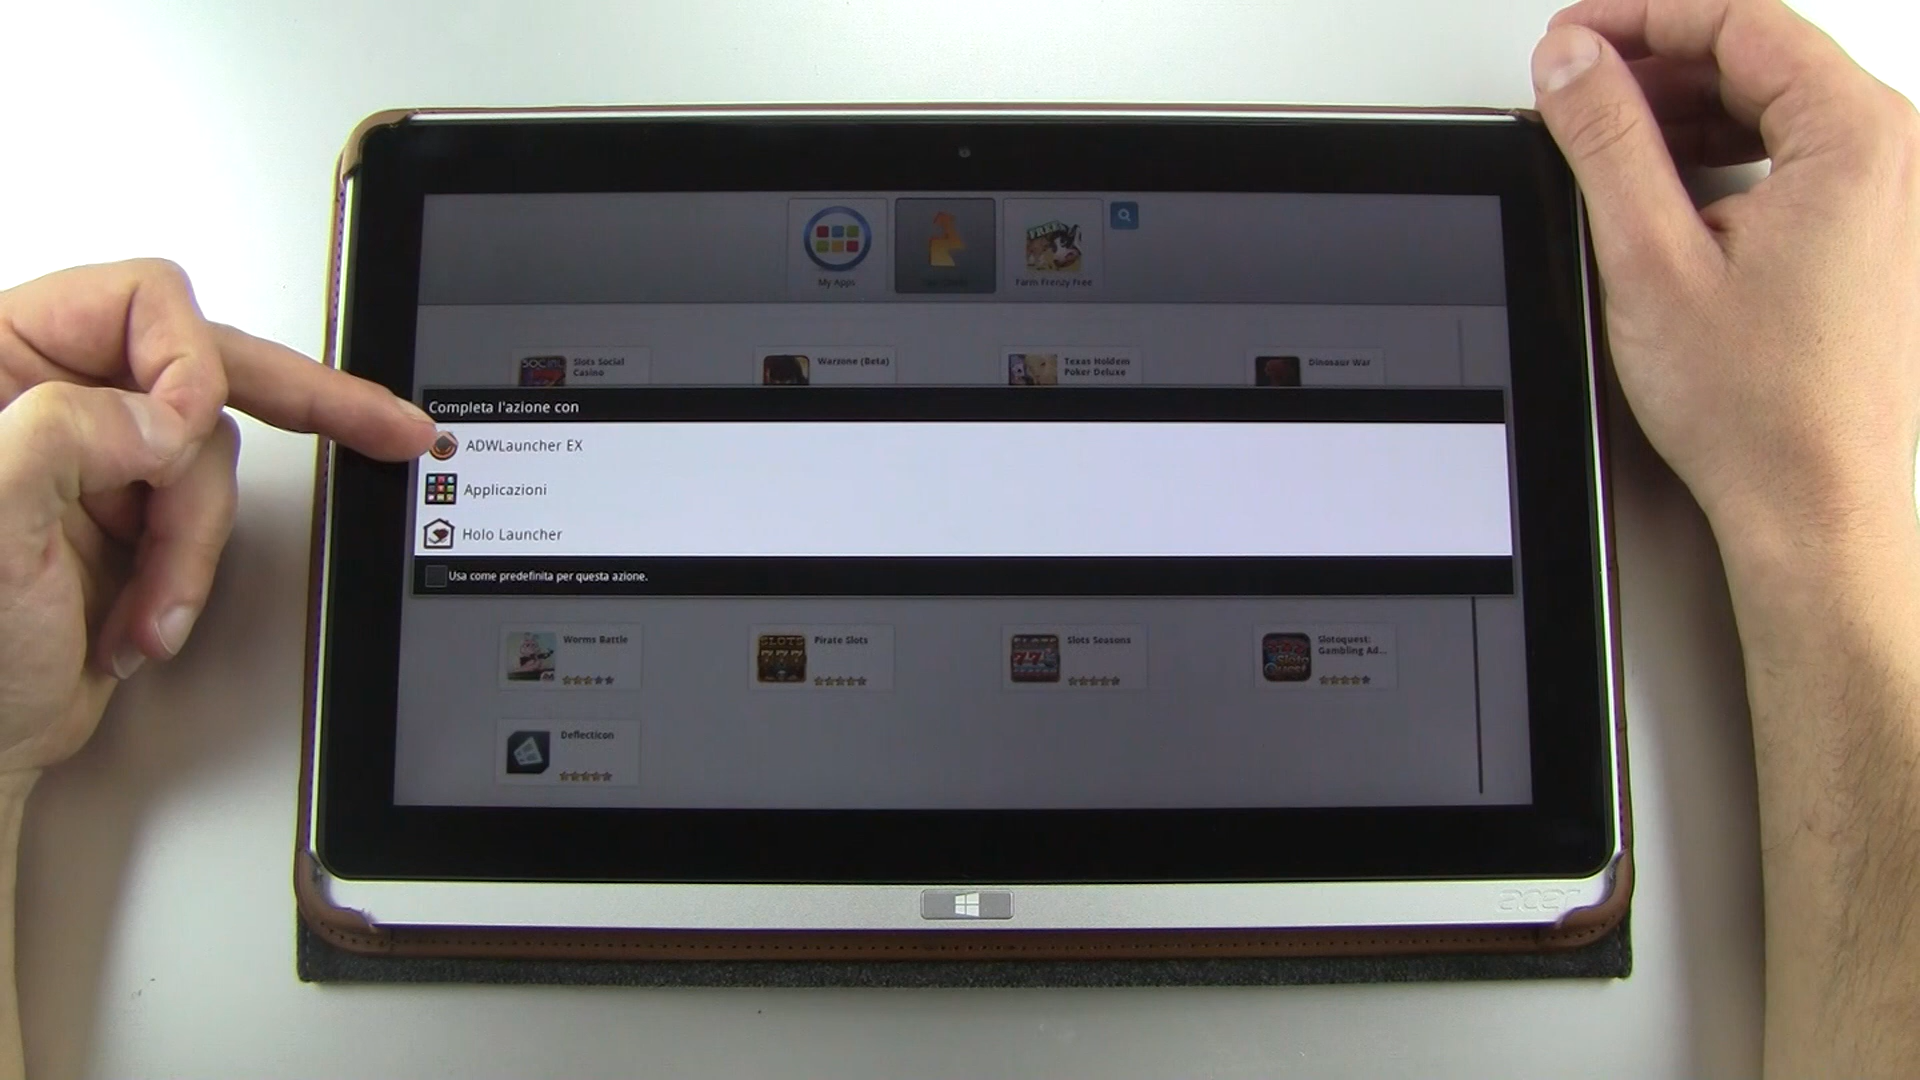 My Apps
Farm Frenzy Free
Slots Social
Casino
Warzone (Beta)
Texas Holdem
Poker Deluxe
Dinosaur War
Completa l'azione con
ADWLauncher EX
Applicazioni
Holo Launcher
Usa come predefinita per questa azione.
Worms Battle
Pirate Slots
Slots Seasons
Slotoquest:
Gambling Ad...
Deflecticon
acer